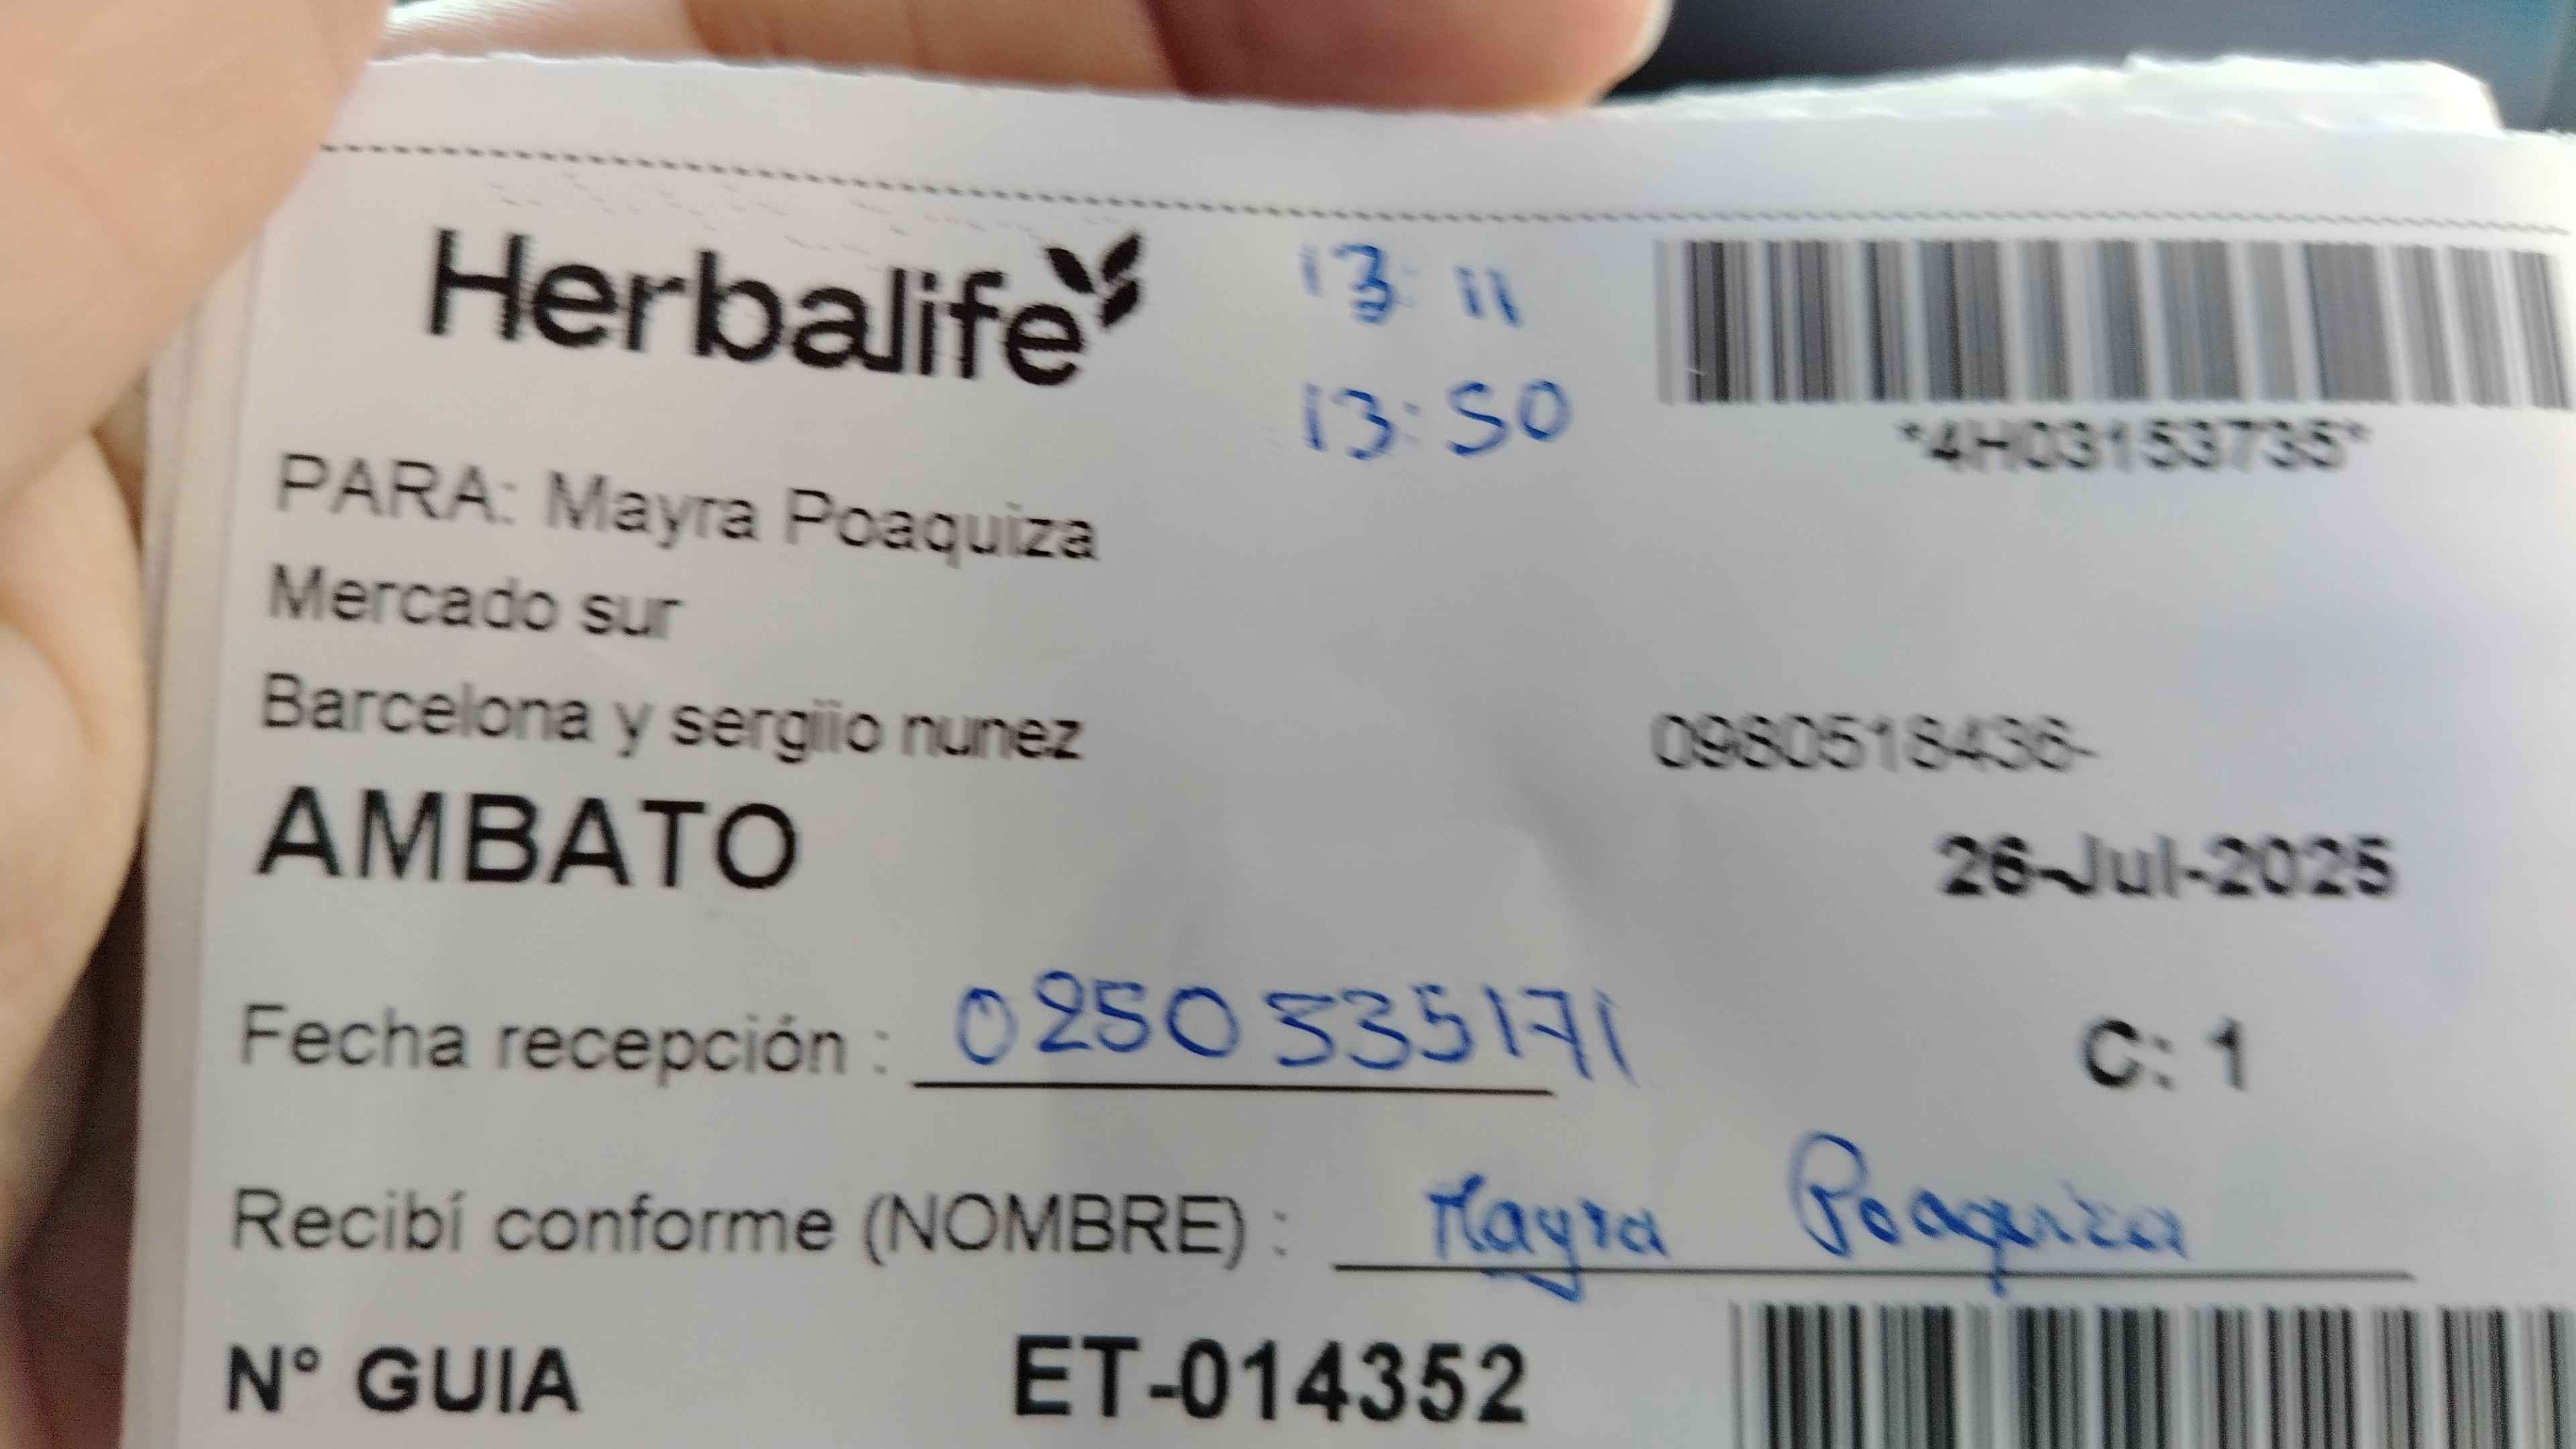 Herbalife
13:11
13:50
*4H03153735*
PARA: Mayra Poaquiza
Mercado sur
Barcelona y sergiio nunez
0980518436-
AMBATO
26-Jul-2025
Fecha recepción : 0250535171
C: 1
Recibí conforme (NOMBRE) : Mayra Poaquiza
N° GUIA ET-014352